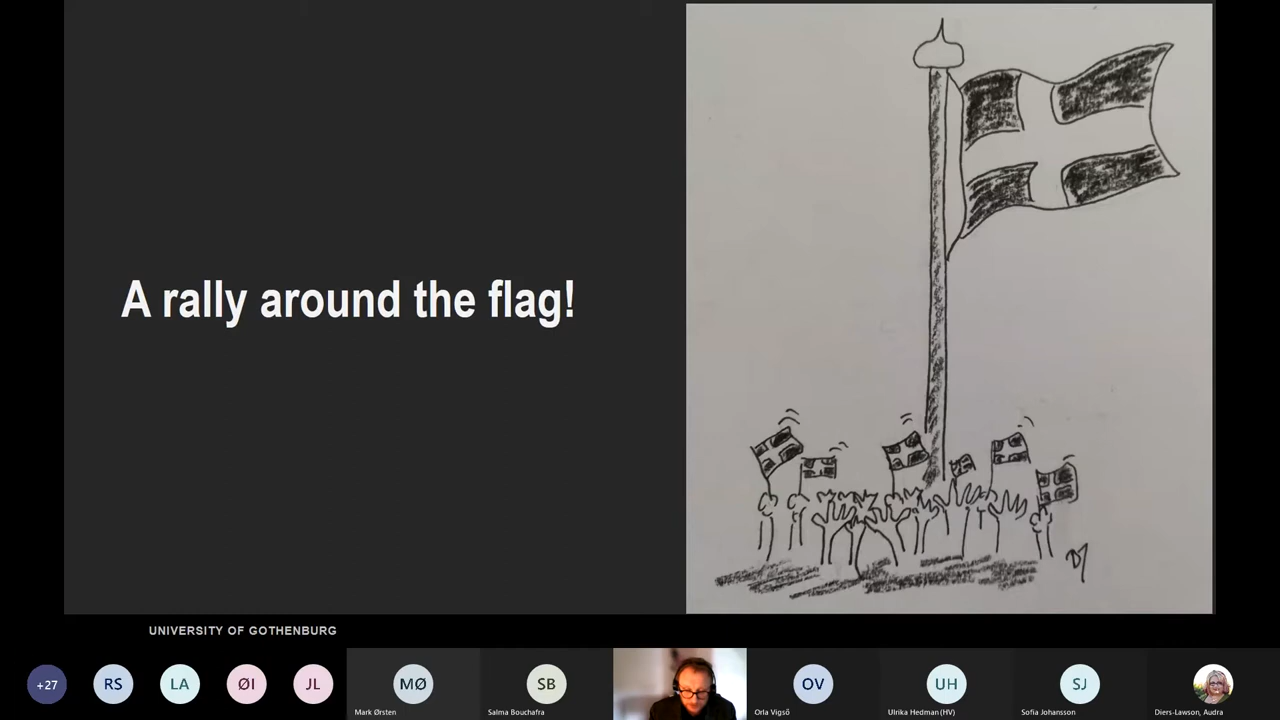 A rally around the flag!
UNIVERSITY OF GOTHENBURG
+27
RS
LA
ØI
JL
MØ
SB
OV
UH
SJ
Mark Ørsten
Salma Bouchafra
Orla Vigsö
Ulrika Hedman (HV)
Sofia Johansson
Diers-Lawson, Audra